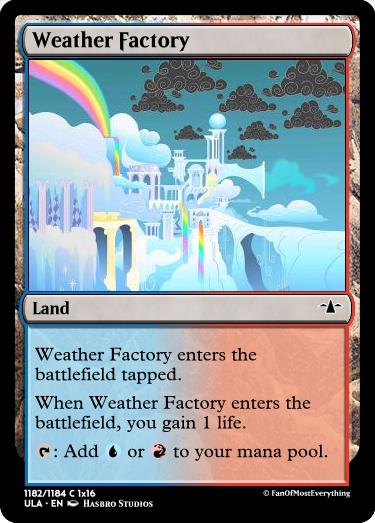 Weather Factory
Land
Weather Factory enters the
battlefield tapped.
When Weather Factory enters the
battlefield, you gain 1 life.
: Add or to your mana pool.
1182/1184 C 1x16
ULA • EN Hasbro Studios
© FanOfMostEverything